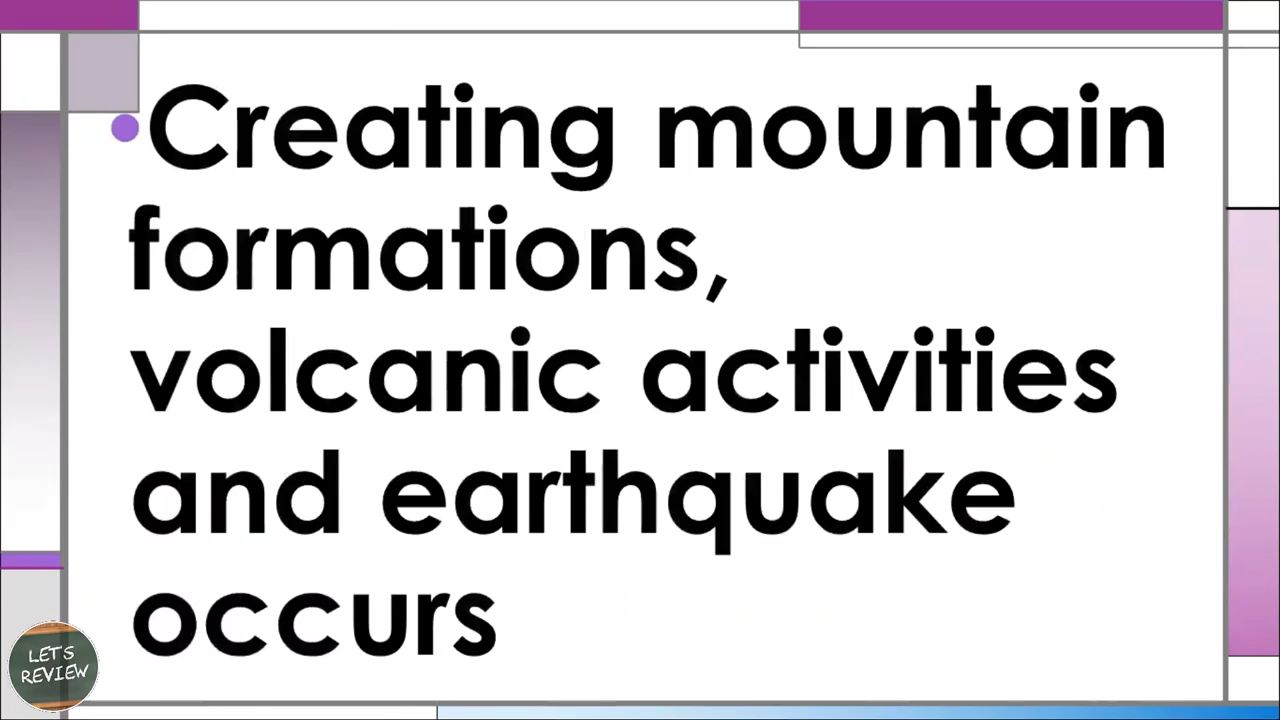 •Creating mountain
formations,
volcanic activities
and earthquake
occurs
LET'S
REVIEW